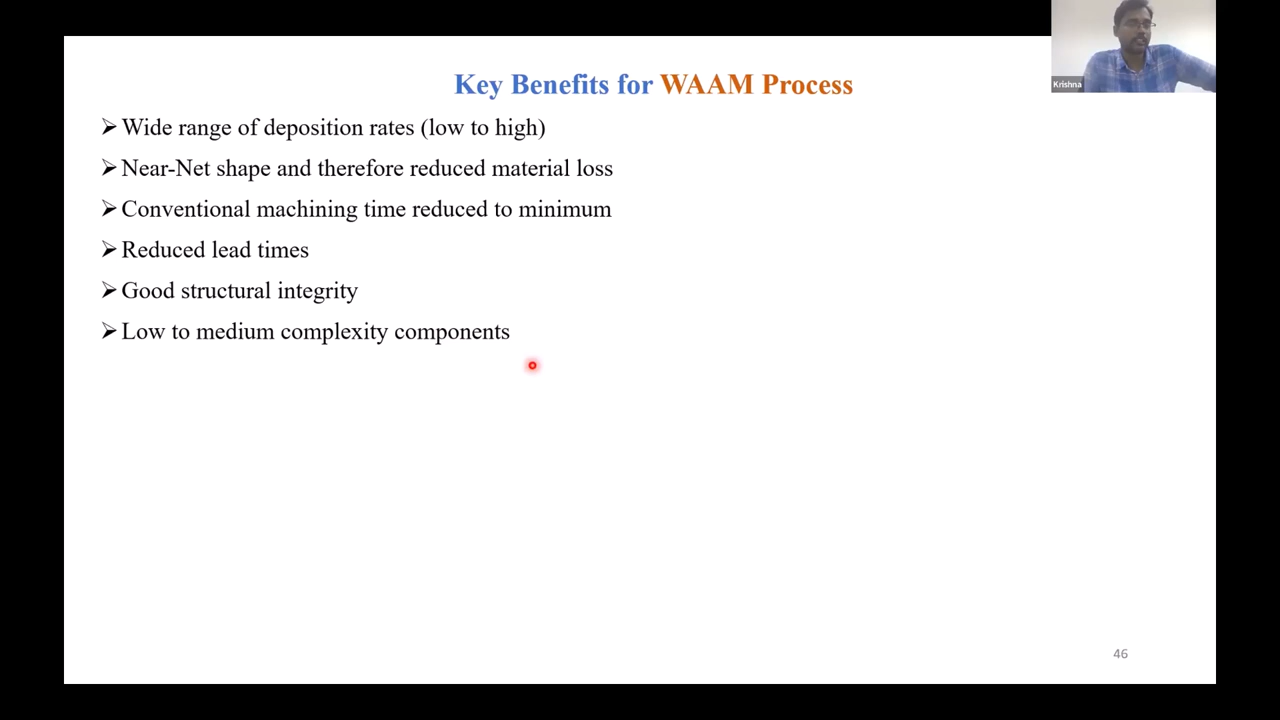 Krishna
Key Benefits for WAAM Process
➢Wide range of deposition rates (low to high)
➢Near-Net shape and therefore reduced material loss
➢Conventional machining time reduced to minimum
➢Reduced lead times
➢Good structural integrity
➢Low to medium complexity components
46